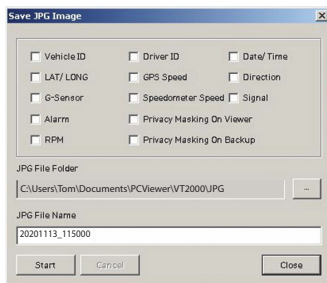 Save JPG Image
Vehicle ID Driver ID Date/ Time
LAT/ LONG GPS Speed Direction
G-Sensor Speedometer Speed Signal
Alarm Privacy Masking On Viewer
RPM Privacy Masking On Backup
JPG File Folder
C:\Users\Tom\Documents\PCViewer\VT2000\JPG ...
JPG File Name
20201113_115000
Start Cancel Close